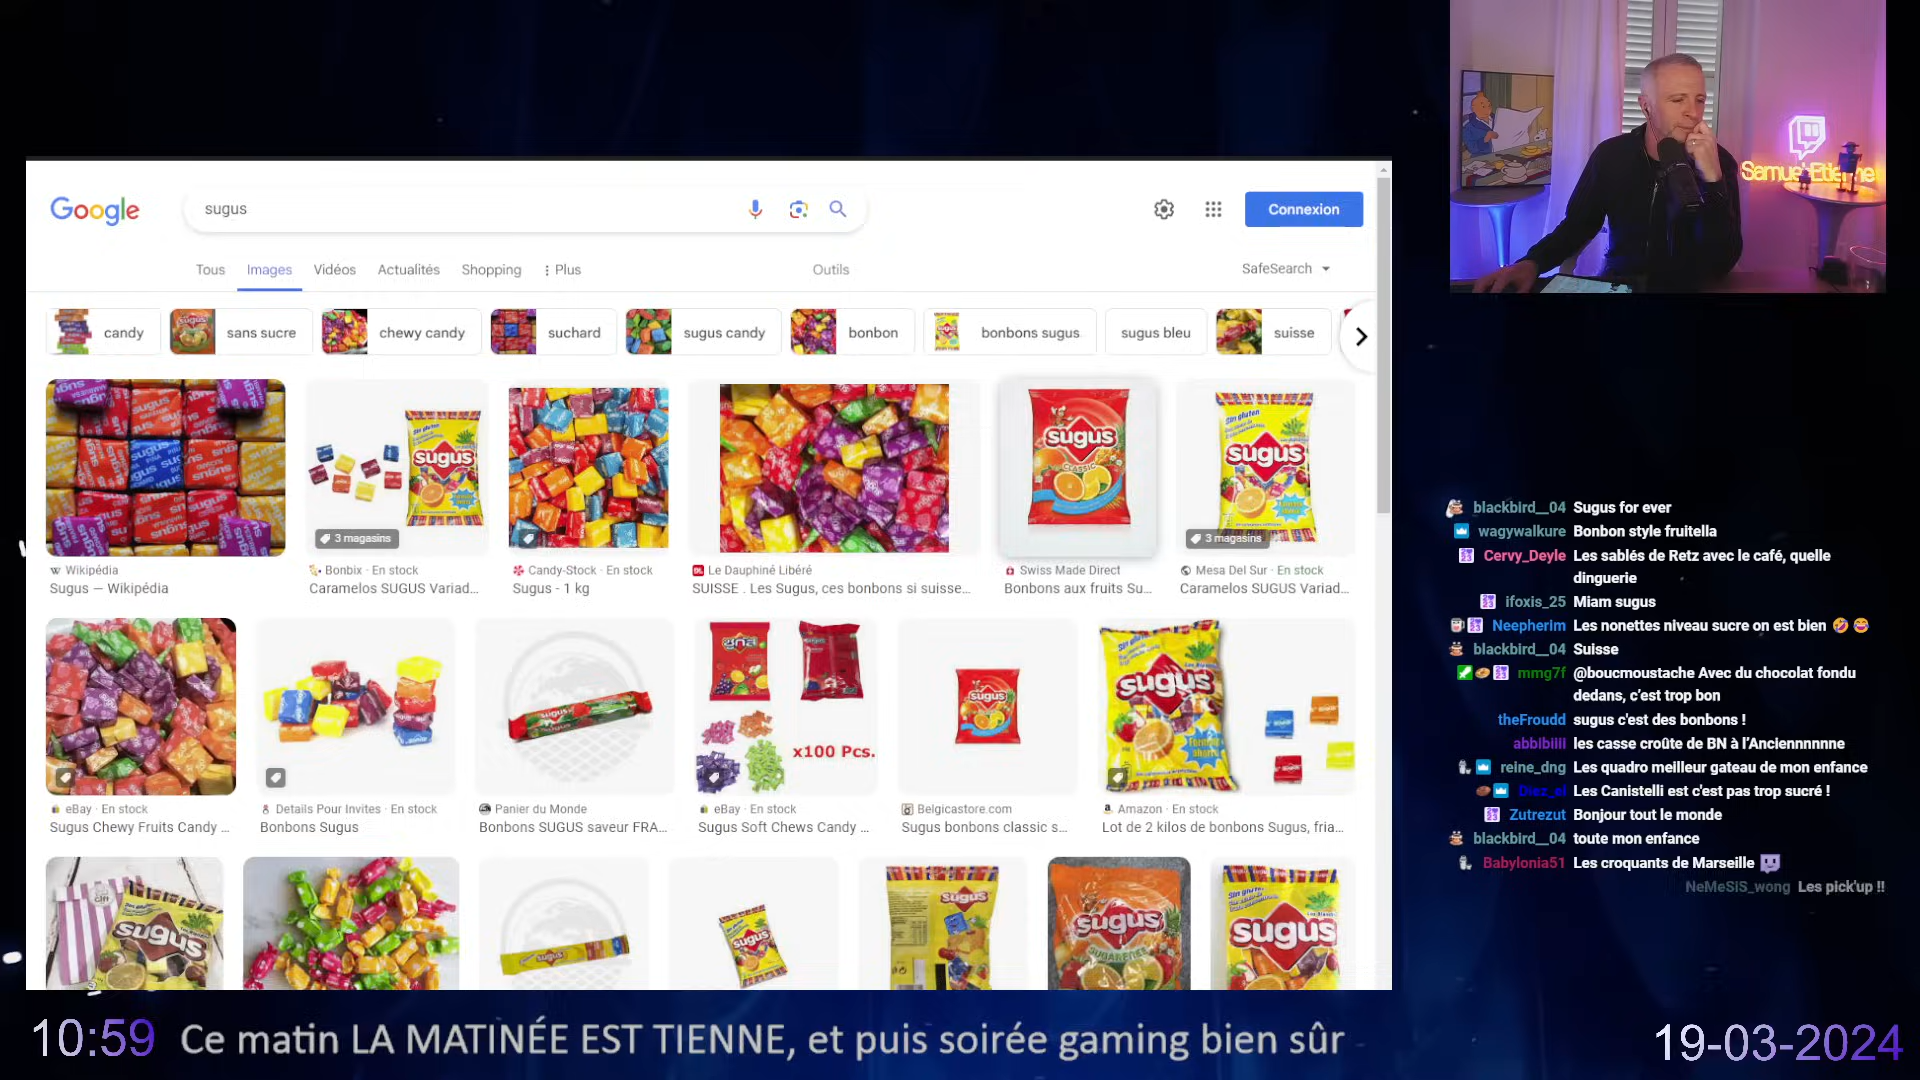 Google
sugus
Connexion
Tous
Images
Vidéos
Actualités
Shopping
Plus
Outils
SafeSearch
candy
sans sucre
chewy candy
suchard
sugus candy
bonbon
bonbons sugus
sugus bleu
suisse
3 magasins
3 magasins
Wikipédia
Sugus — Wikipédia
Bonbix · En stock
Caramelos SUGUS Variad...
Candy-Stock · En stock
Sugus - 1 kg
Le Dauphiné Libéré
SUISSE . Les Sugus, ces bonbons si suisse...
Swiss Made Direct
Bonbons aux fruits Su...
Mesa Del Sur · En stock
Caramelos SUGUS Variad...
x100 Pcs.
eBay · En stock
Sugus Chewy Fruits Candy ...
Details Pour Invites · En stock
Bonbons Sugus
Panier du Monde
Bonbons SUGUS saveur FRA...
eBay · En stock
Sugus Soft Chews Candy ...
Belgicastore.com
Sugus bonbons classic s...
Amazon · En stock
Lot de 2 kilos de bonbons Sugus, fria...
Samuel Etienne
blackbird__04 Sugus for ever
wagywalkure Bonbon style fruitella
Cervy_Deyle Les sablés de Retz avec le café, quelle
dinguerie
ifoxis_25 Miam sugus
Neepherim Les nonettes niveau sucre on est bien 🤣 😂
blackbird__04 Suisse
mmg7f @boucmoustache Avec du chocolat fondu
dedans, c'est trop bon
theFroudd sugus c'est des bonbons !
abbibiiii les casse croûte de BN à l'Anciennnnnne
reine_dng Les quadro meilleur gateau de mon enfance
Diez_el Les Canistelli est c'est pas trop sucré !
Zutrezut Bonjour tout le monde
blackbird__04 toute mon enfance
Babylonia51 Les croquants de Marseille
NeMeSiS_wong Les pick'up !!
10:59
Ce matin LA MATINÉE EST TIENNE, et puis soirée gaming bien sûr
19-03-2024